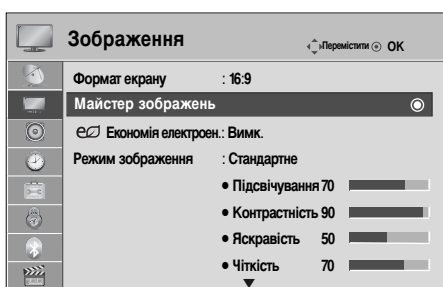 Зображення
Перемістити OK
Формат екрану : 16:9
Майстер зображень
Економія електроен.: Вимк.
Режим зображення : Стандартне
• Підсвічування 70
• Контрастність 90
• Яскравість 50
• Чіткість 70